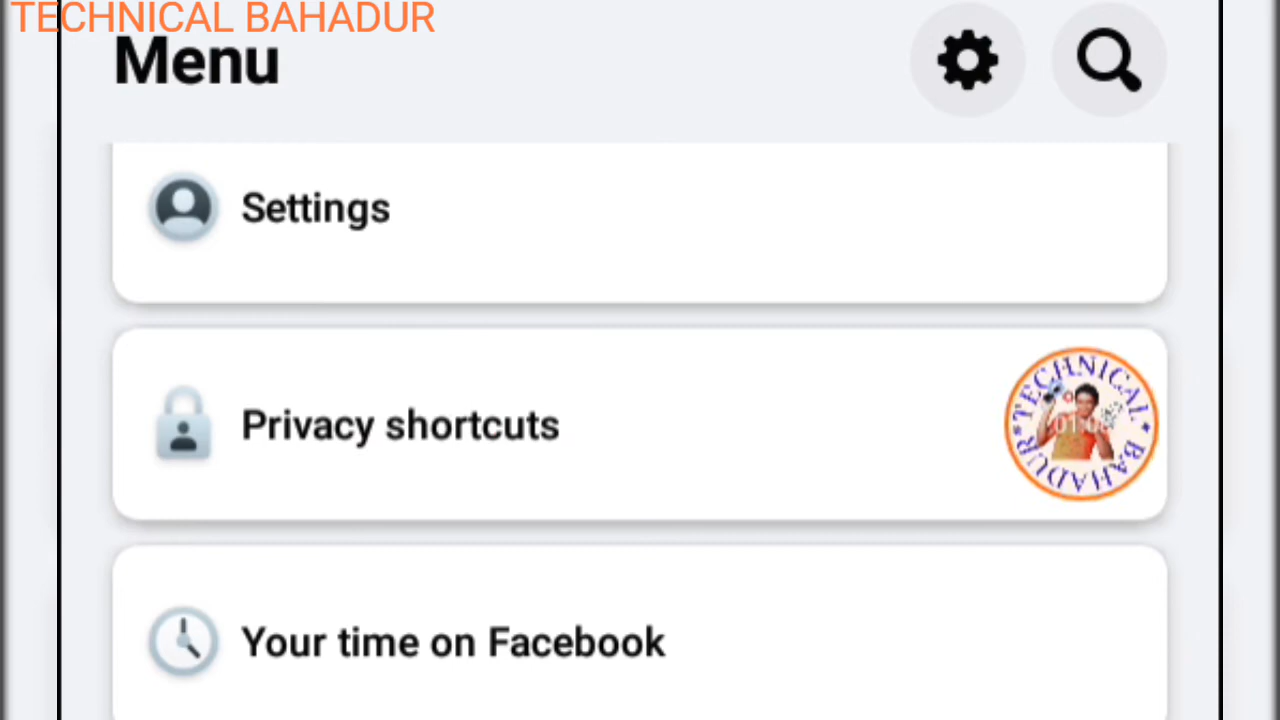 TECHNICAL BAHADUR
Menu
Settings
Privacy shortcuts
TECHNICAL
* BAHADUR *
Your time on Facebook